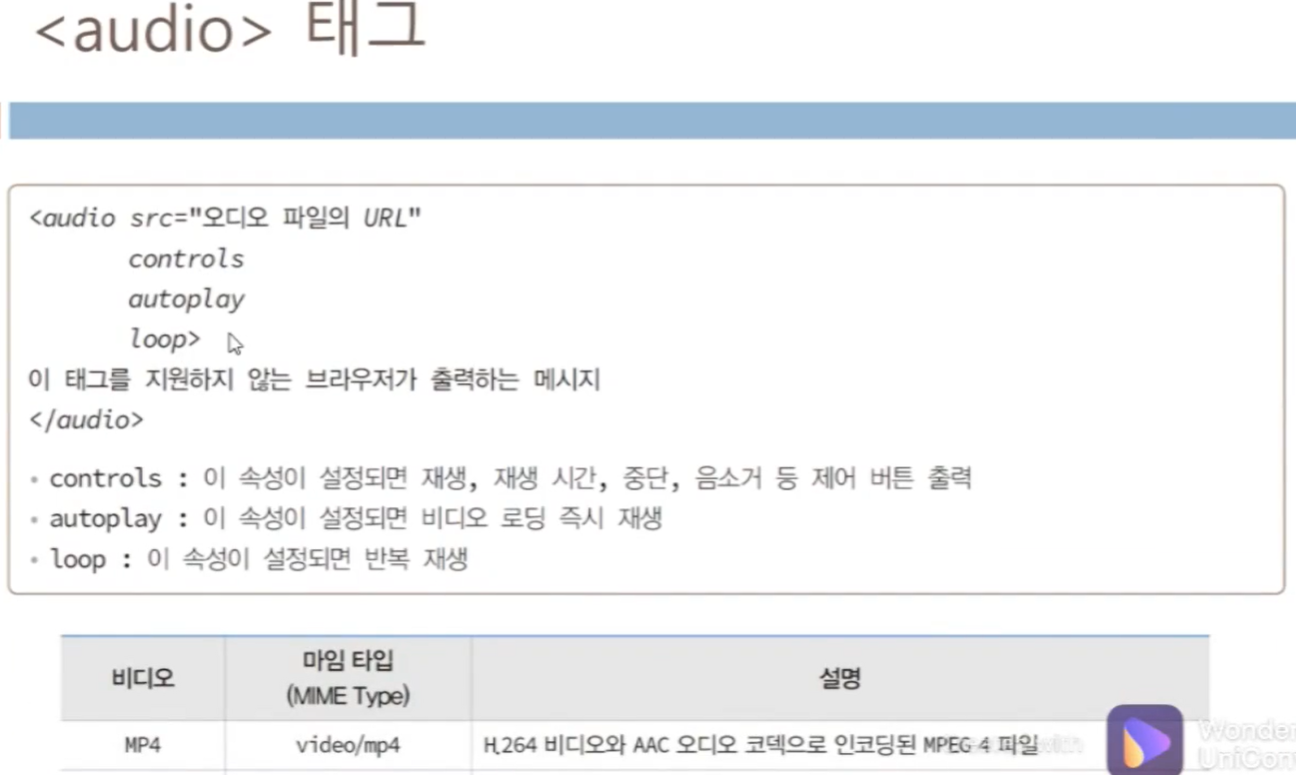 <audio> 태그
<audio src="오디오 파일의 URL"
controls
autoplay
loop>
이 태그를 지원하지 않는 브라우저가 출력하는 메시지
</audio>
• controls : 이 속성이 설정되면 재생, 재생 시간, 중단, 음소거 등 제어 버튼 출력
• autoplay : 이 속성이 설정되면 비디오 로딩 즉시 재생
• loop : 이 속성이 설정되면 반복 재생
비디오
마임 타입
(MIME Type)
설명
MP4
video/mp4
H.264 비디오와 AAC 오디오 코덱으로 인코딩된 MPEG 4 파일
Wonder
UniCon